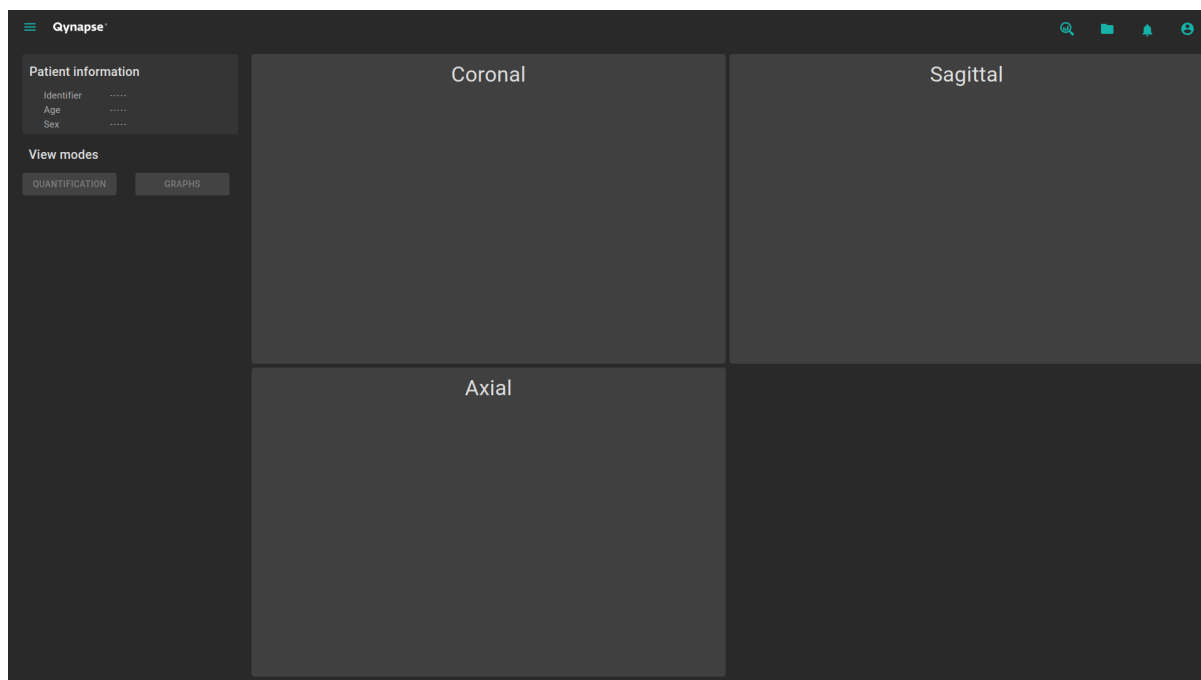 Qynapse
Patient information
Identifier -----
Age -----
Sex -----
View modes
QUANTIFICATION GRAPHS
Coronal
Sagittal
Axial